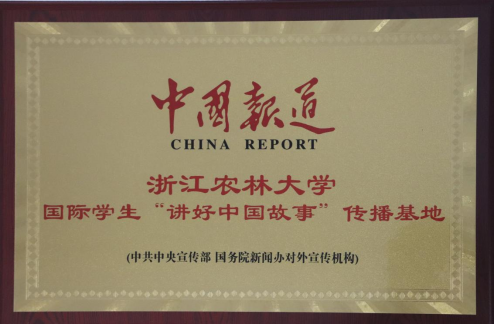 中國報道
CHINA REPORT
浙江农林大学
国际学生“讲好中国故事”传播基地
(中共中央宣传部 国务院新闻办对外宣传机构)